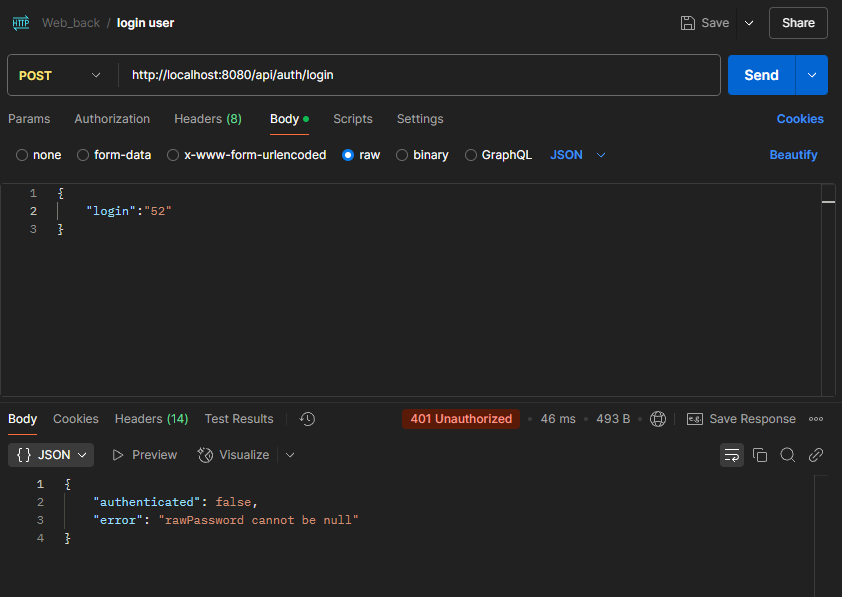 HTTP Web_back / login user Save Share
POST http://localhost:8080/api/auth/login Send
Params Authorization Headers (8) Body Scripts Settings Cookies
none form-data x-www-form-urlencoded raw binary GraphQL JSON Beautify
1 {
2 "login":"52"
3 }
Body Cookies Headers (14) Test Results 401 Unauthorized • 46 ms • 493 B • e.g. Save Response
{} JSON Preview Visualize
1 {
2 "authenticated": false,
3 "error": "rawPassword cannot be null"
4 }